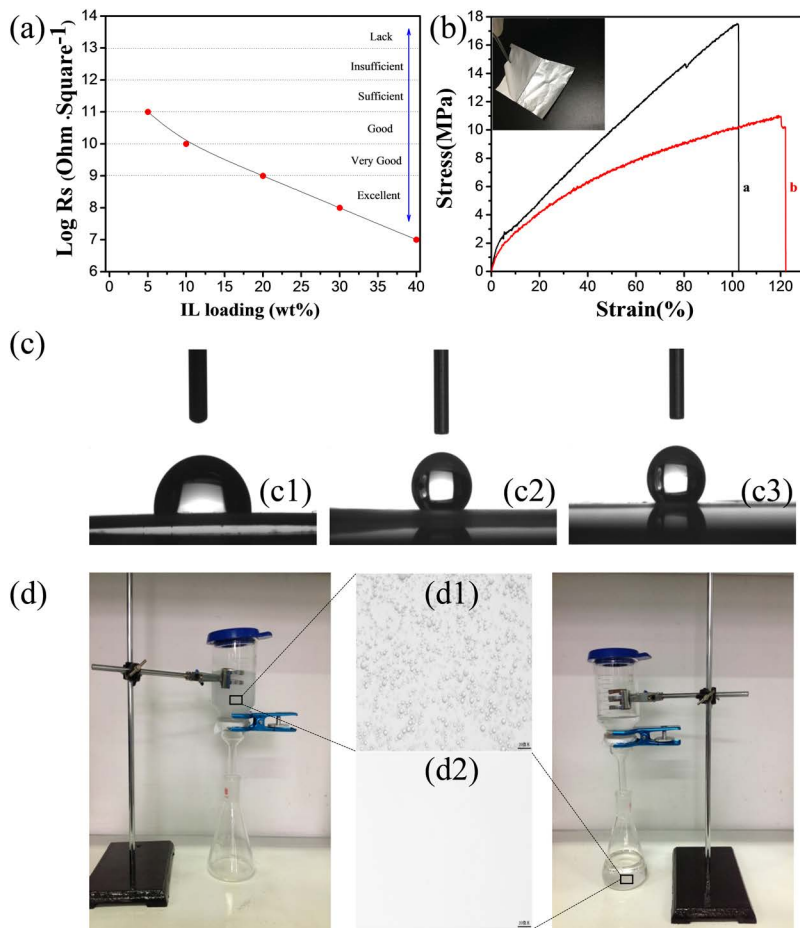 (a)
14
13
12
11
10
9
8
7
6
Log Rs (Ohm ·Square⁻¹)
Lack
Insufficient
Sufficient
Good
Very Good
Excellent
0 5 10 15 20 25 30 35 40
IL loading (wt%)
(b)
18
16
14
12
10
8
6
4
2
0
Stress(MPa)
a
b
0 20 40 60 80 100 120
Strain(%)
(c)
(c1)
(c2)
(c3)
(d)
(d1)
(d2)